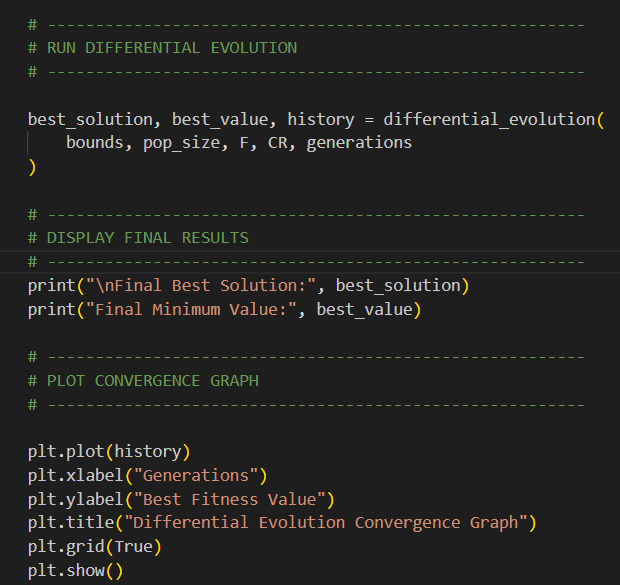 # --------------------------------------------------------
# RUN DIFFERENTIAL EVOLUTION
# --------------------------------------------------------
best_solution, best_value, history = differential_evolution(
    bounds, pop_size, F, CR, generations
)
# --------------------------------------------------------
# DISPLAY FINAL RESULTS
# --------------------------------------------------------
print("\nFinal Best Solution:", best_solution)
print("Final Minimum Value:", best_value)
# --------------------------------------------------------
# PLOT CONVERGENCE GRAPH
# --------------------------------------------------------
plt.plot(history)
plt.xlabel("Generations")
plt.ylabel("Best Fitness Value")
plt.title("Differential Evolution Convergence Graph")
plt.grid(True)
plt.show()